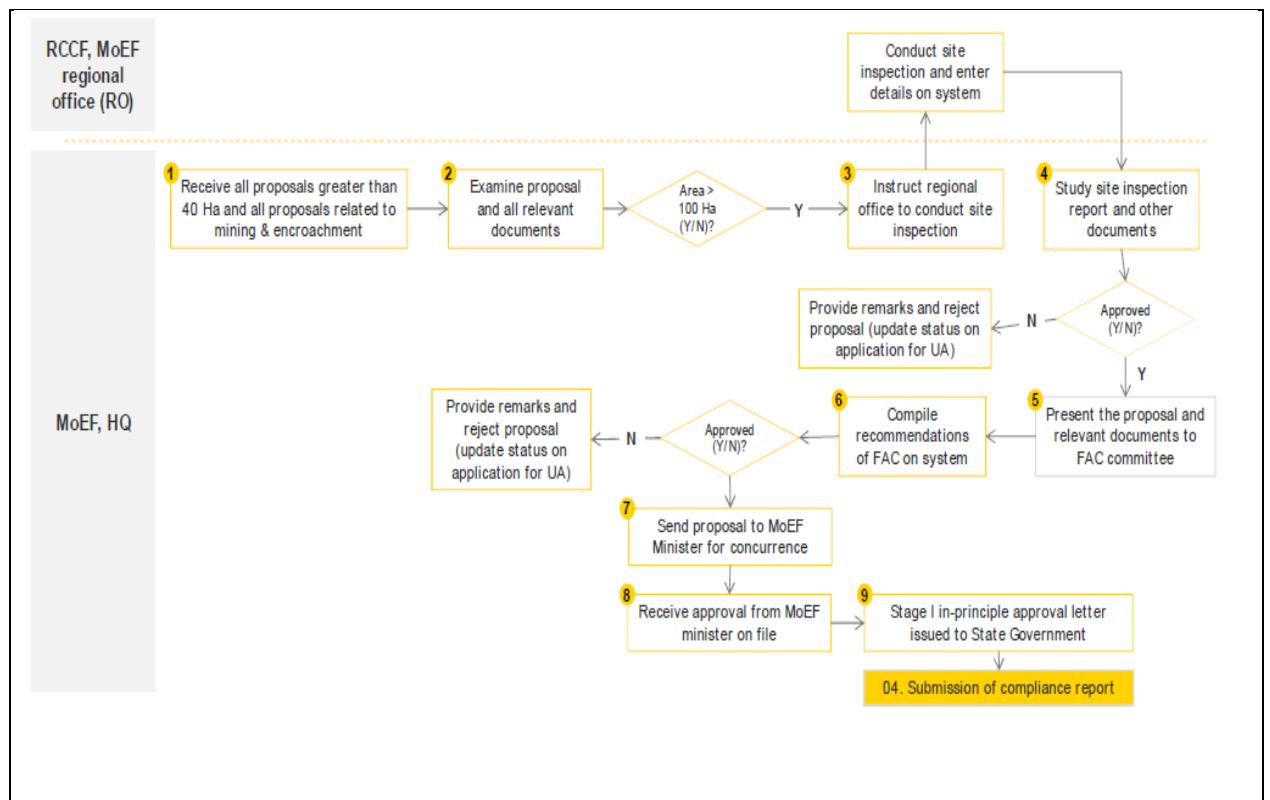 RCCF, MoEF
regional
office (RO)
Conduct site
inspection and enter
details on system
1
Receive all proposals greater than
40 Ha and all proposals related to
mining & encroachment
2
Examine proposal
and all relevant
documents
Area >
100 Ha
(Y/N)?
Y
3
Instruct regional
office to conduct site
inspection
4
Study site inspection
report and other
documents
Provide remarks and reject
proposal (update status on
application for UA)
N
Approved
(Y/N)?
Y
MoEF, HQ
Provide remarks and
reject proposal
(update status on
application for UA)
N
Approved
(Y/N)?
6
Compile
recommendations
of FAC on system
5
Present the proposal and
relevant documents to
FAC committee
7
Send proposal to MoEF
Minister for concurrence
8
Receive approval from MoEF
minister on file
9
Stage I in-principle approval letter
issued to State Government
04. Submission of compliance report